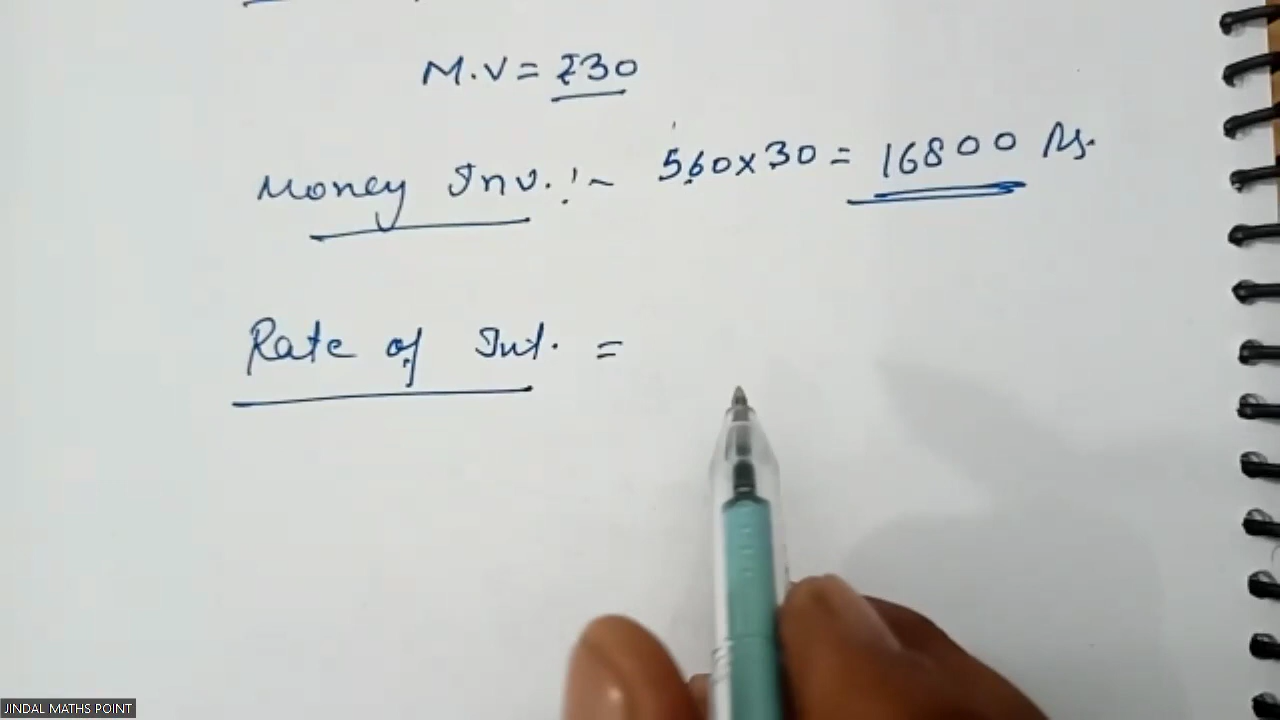 M.V = ₹30
Money Inv. :- 560x30 = 16800 Rs.
Rate of Int. =
JINDAL MATHS POINT